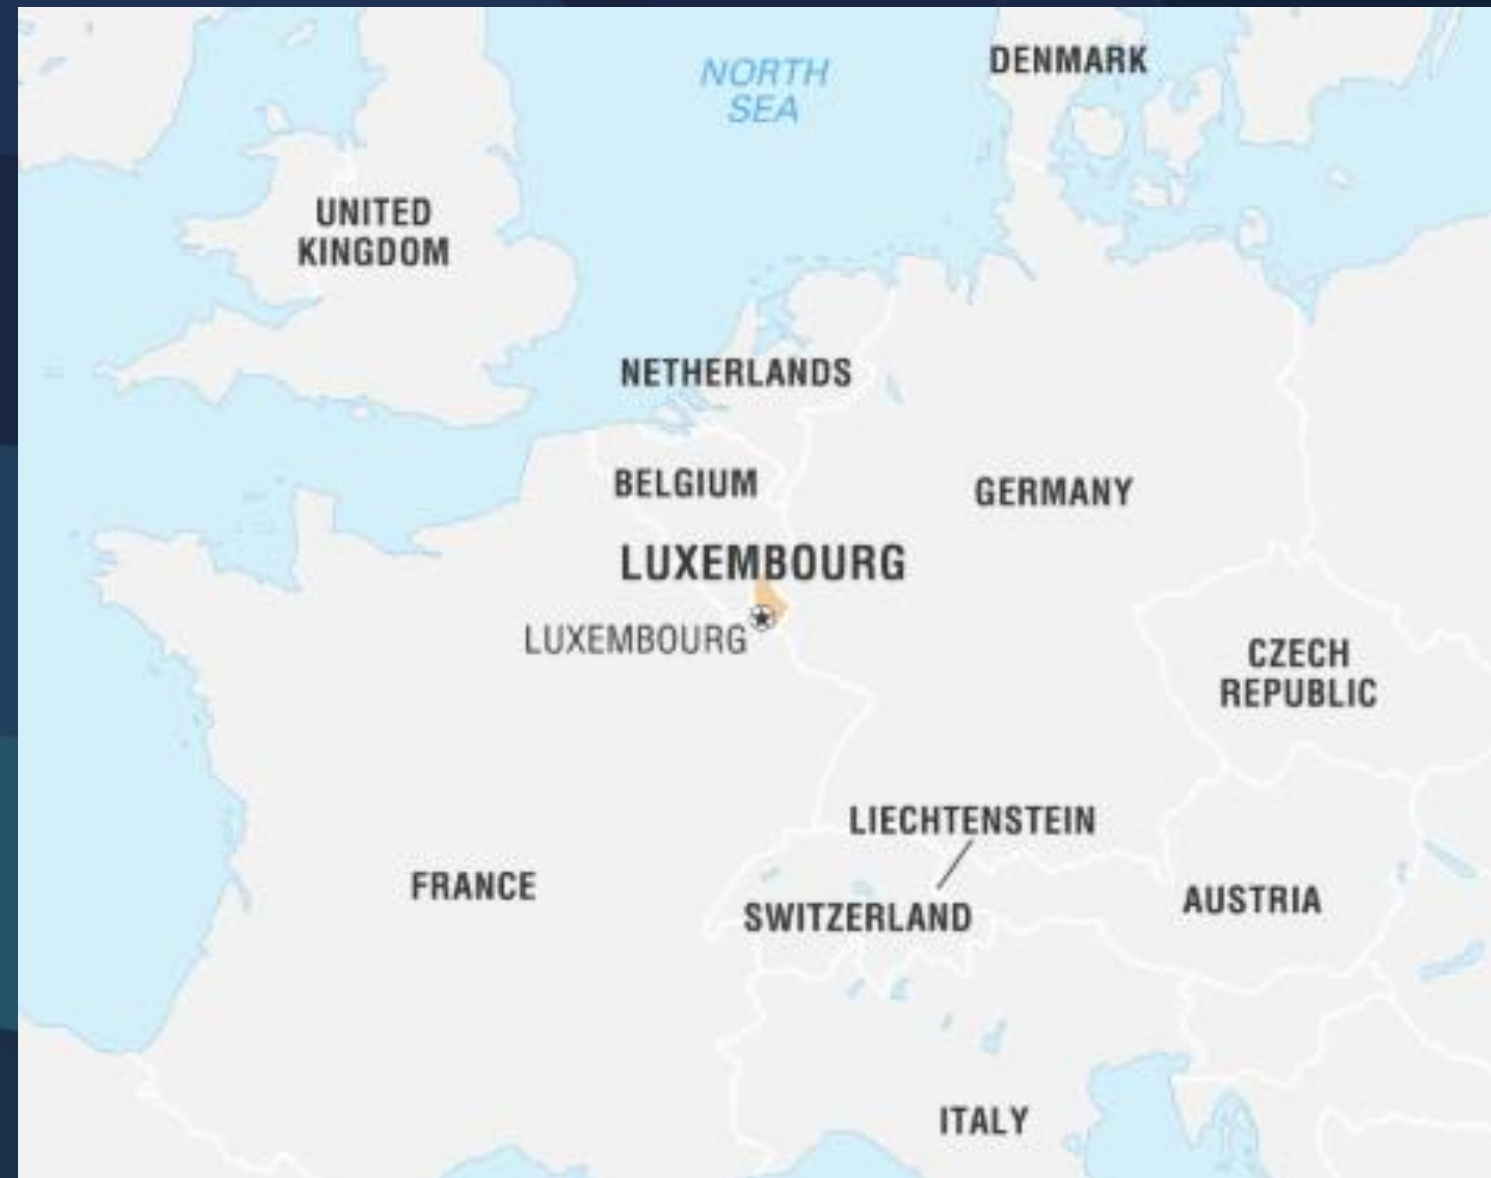 NORTH
SEA
DENMARK
UNITED
KINGDOM
NETHERLANDS
BELGIUM
GERMANY
LUXEMBOURG
LUXEMBOURG
CZECH
REPUBLIC
LIECHTENSTEIN
FRANCE
SWITZERLAND
AUSTRIA
ITALY